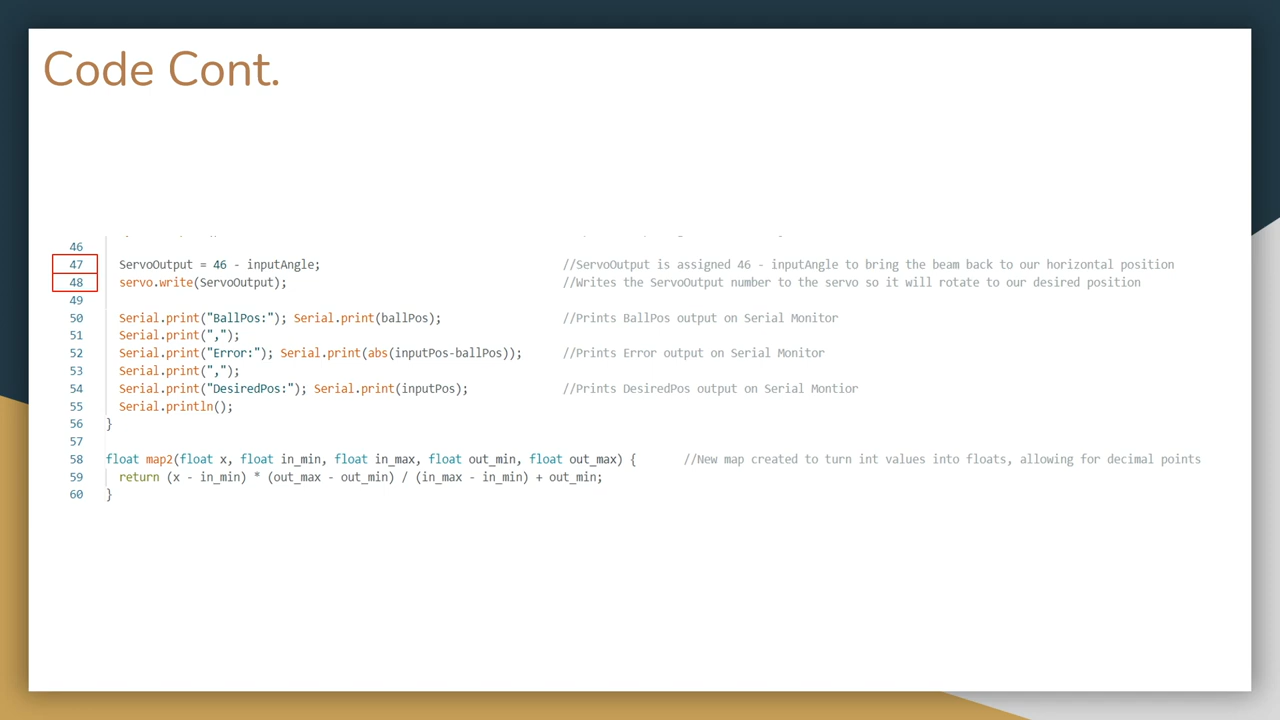 Code Cont.
46
47 ServoOutput = 46 - inputAngle; //ServoOutput is assigned 46 - inputAngle to bring the beam back to our horizontal position
48 servo.write(ServoOutput); //Writes the ServoOutput number to the servo so it will rotate to our desired position
49
50 Serial.print("BallPos:"); Serial.print(ballPos); //Prints BallPos output on Serial Monitor
51 Serial.print(",");
52 Serial.print("Error:"); Serial.print(abs(inputPos-ballPos)); //Prints Error output on Serial Monitor
53 Serial.print(",");
54 Serial.print("DesiredPos:"); Serial.print(inputPos); //Prints DesiredPos output on Serial Montior
55 Serial.println();
56 }
57
58 float map2(float x, float in_min, float in_max, float out_min, float out_max) { //New map created to turn int values into floats, allowing for decimal points
59 return (x - in_min) * (out_max - out_min) / (in_max - in_min) + out_min;
60 }